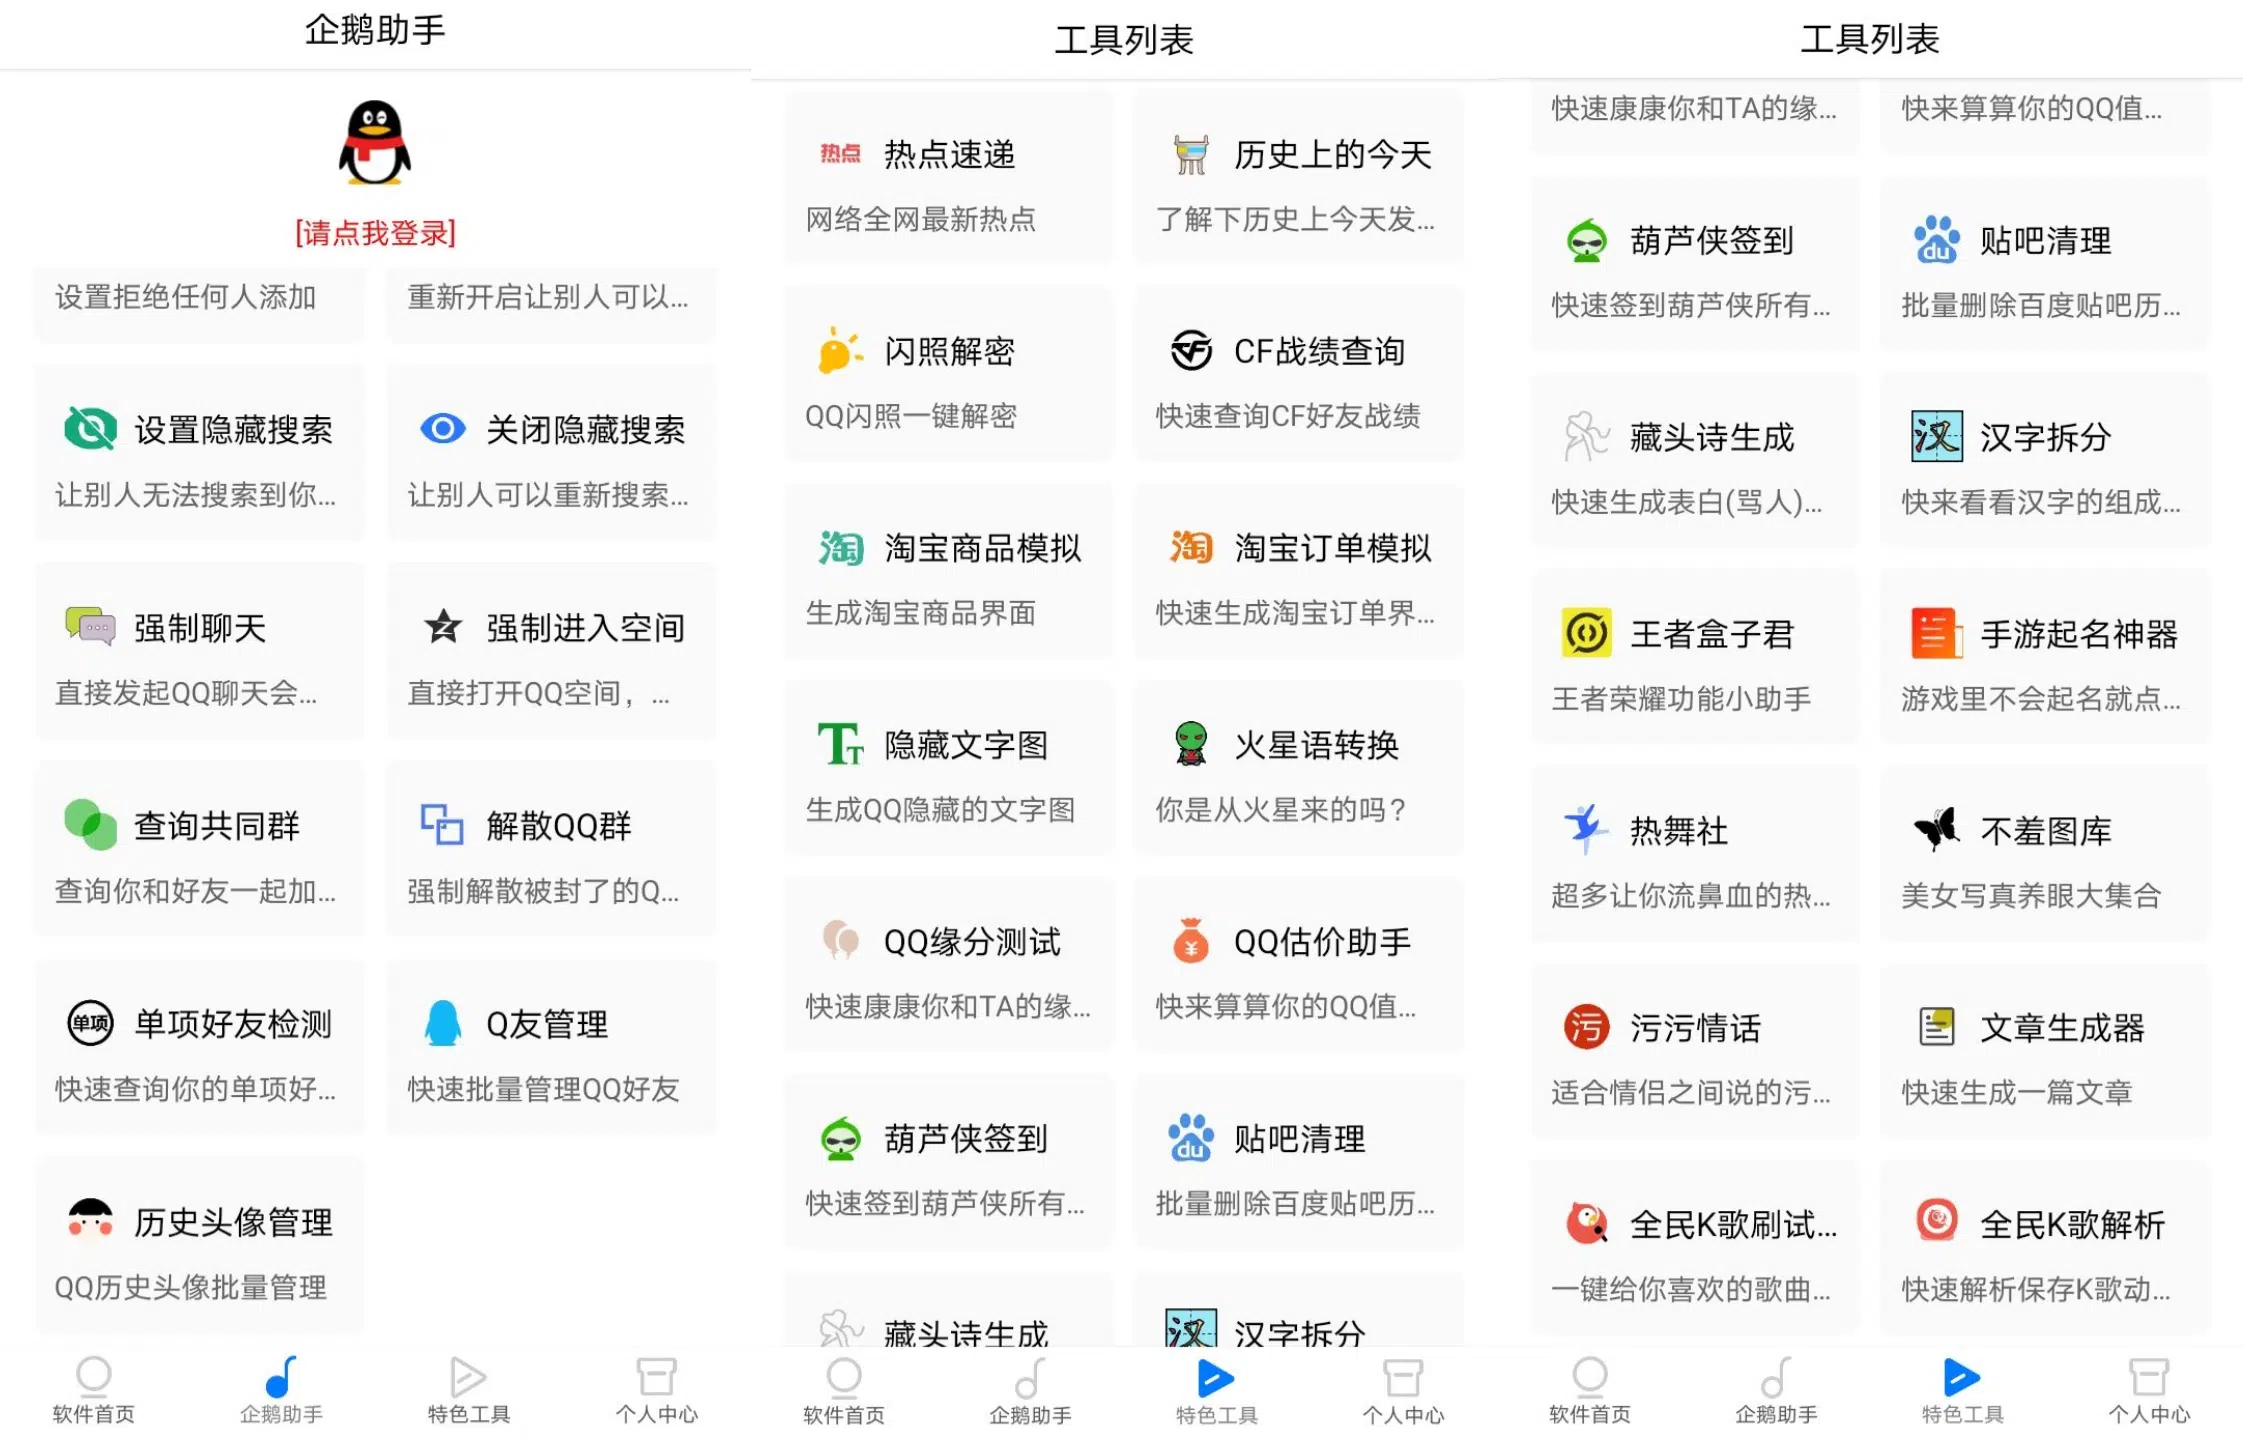 企鹅助手
[请点我登录]
设置拒绝任何人添加
重新开启让别人可以...
设置隐藏搜索
关闭隐藏搜索
让别人无法搜索到你...
让别人可以重新搜索...
强制聊天
强制进入空间
直接发起QQ聊天会...
直接打开QQ空间，...
查询共同群
解散QQ群
查询你和好友一起加...
强制解散被封了的Q...
单项
单项好友检测
Q友管理
快速查询你的单项好...
快速批量管理QQ好友
历史头像管理
QQ历史头像批量管理
软件首页
企鹅助手
特色工具
个人中心
工具列表
热点
热点速递
历史上的今天
网络全网最新热点
了解下历史上今天发...
闪照解密
CF战绩查询
QQ闪照一键解密
快速查询CF好友战绩
淘
淘宝商品模拟
淘
淘宝订单模拟
生成淘宝商品界面
快速生成淘宝订单界...
TT
隐藏文字图
火星语转换
生成QQ隐藏的文字图
你是从火星来的吗？
QQ缘分测试
¥
QQ估价助手
快速康康你和TA的缘...
快来算算你的QQ值...
葫芦侠签到
du
贴吧清理
快速签到葫芦侠所有...
批量删除百度贴吧历...
藏头诗生成
汉
汉字拆分
软件首页
企鹅助手
特色工具
个人中心
工具列表
快速康康你和TA的缘...
快来算算你的QQ值...
葫芦侠签到
du
贴吧清理
快速签到葫芦侠所有...
批量删除百度贴吧历...
藏头诗生成
汉
汉字拆分
快速生成表白(骂人)...
快来看看汉字的组成...
王者盒子君
手游起名神器
王者荣耀功能小助手
游戏里不会起名就点...
热舞社
不羞图库
超多让你流鼻血的热...
美女写真养眼大集合
污
污污情话
文章生成器
适合情侣之间说的污...
快速生成一篇文章
全民K歌刷试...
全民K歌解析
一键给你喜欢的歌曲...
快速解析保存K歌动...
软件首页
企鹅助手
特色工具
个人中心